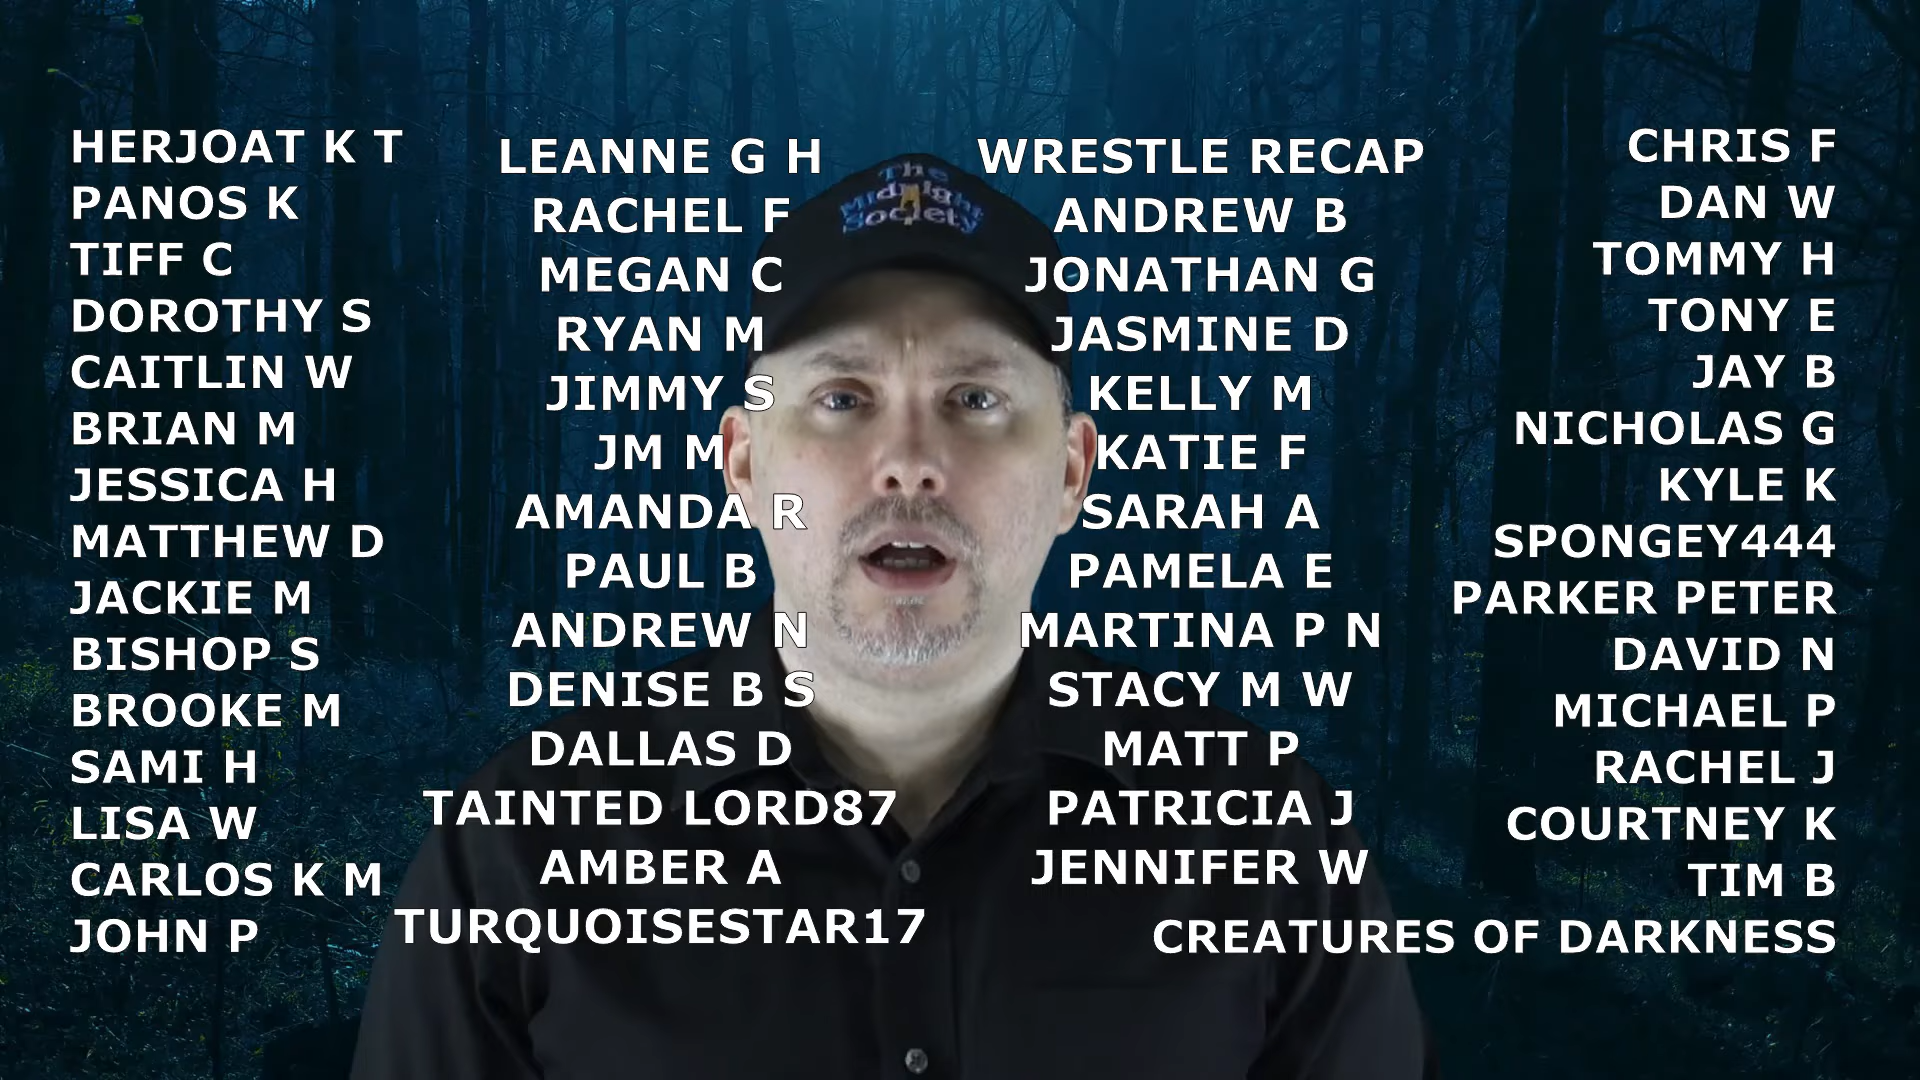 HERJOAT K T
PANOS K
TIFF C
DOROTHY S
CAITLIN W
BRIAN M
JESSICA H
MATTHEW D
JACKIE M
BISHOP S
BROOKE M
SAMI H
LISA W
CARLOS K M
JOHN P
LEANNE G H
RACHEL F
MEGAN C
RYAN M
JIMMY S
JM M
AMANDA R
PAUL B
ANDREW N
DENISE B S
DALLAS D
TAINTED LORD87
AMBER A
TURQUOISESTAR17
The
Midnight
Society
WRESTLE RECAP
ANDREW B
JONATHAN G
JASMINE D
KELLY M
KATIE F
SARAH A
PAMELA E
MARTINA P N
STACY M W
MATT P
PATRICIA J
JENNIFER W
CHRIS F
DAN W
TOMMY H
TONY E
JAY B
NICHOLAS G
KYLE K
SPONGEY444
PARKER PETER
DAVID N
MICHAEL P
RACHEL J
COURTNEY K
TIM B
CREATURES OF DARKNESS